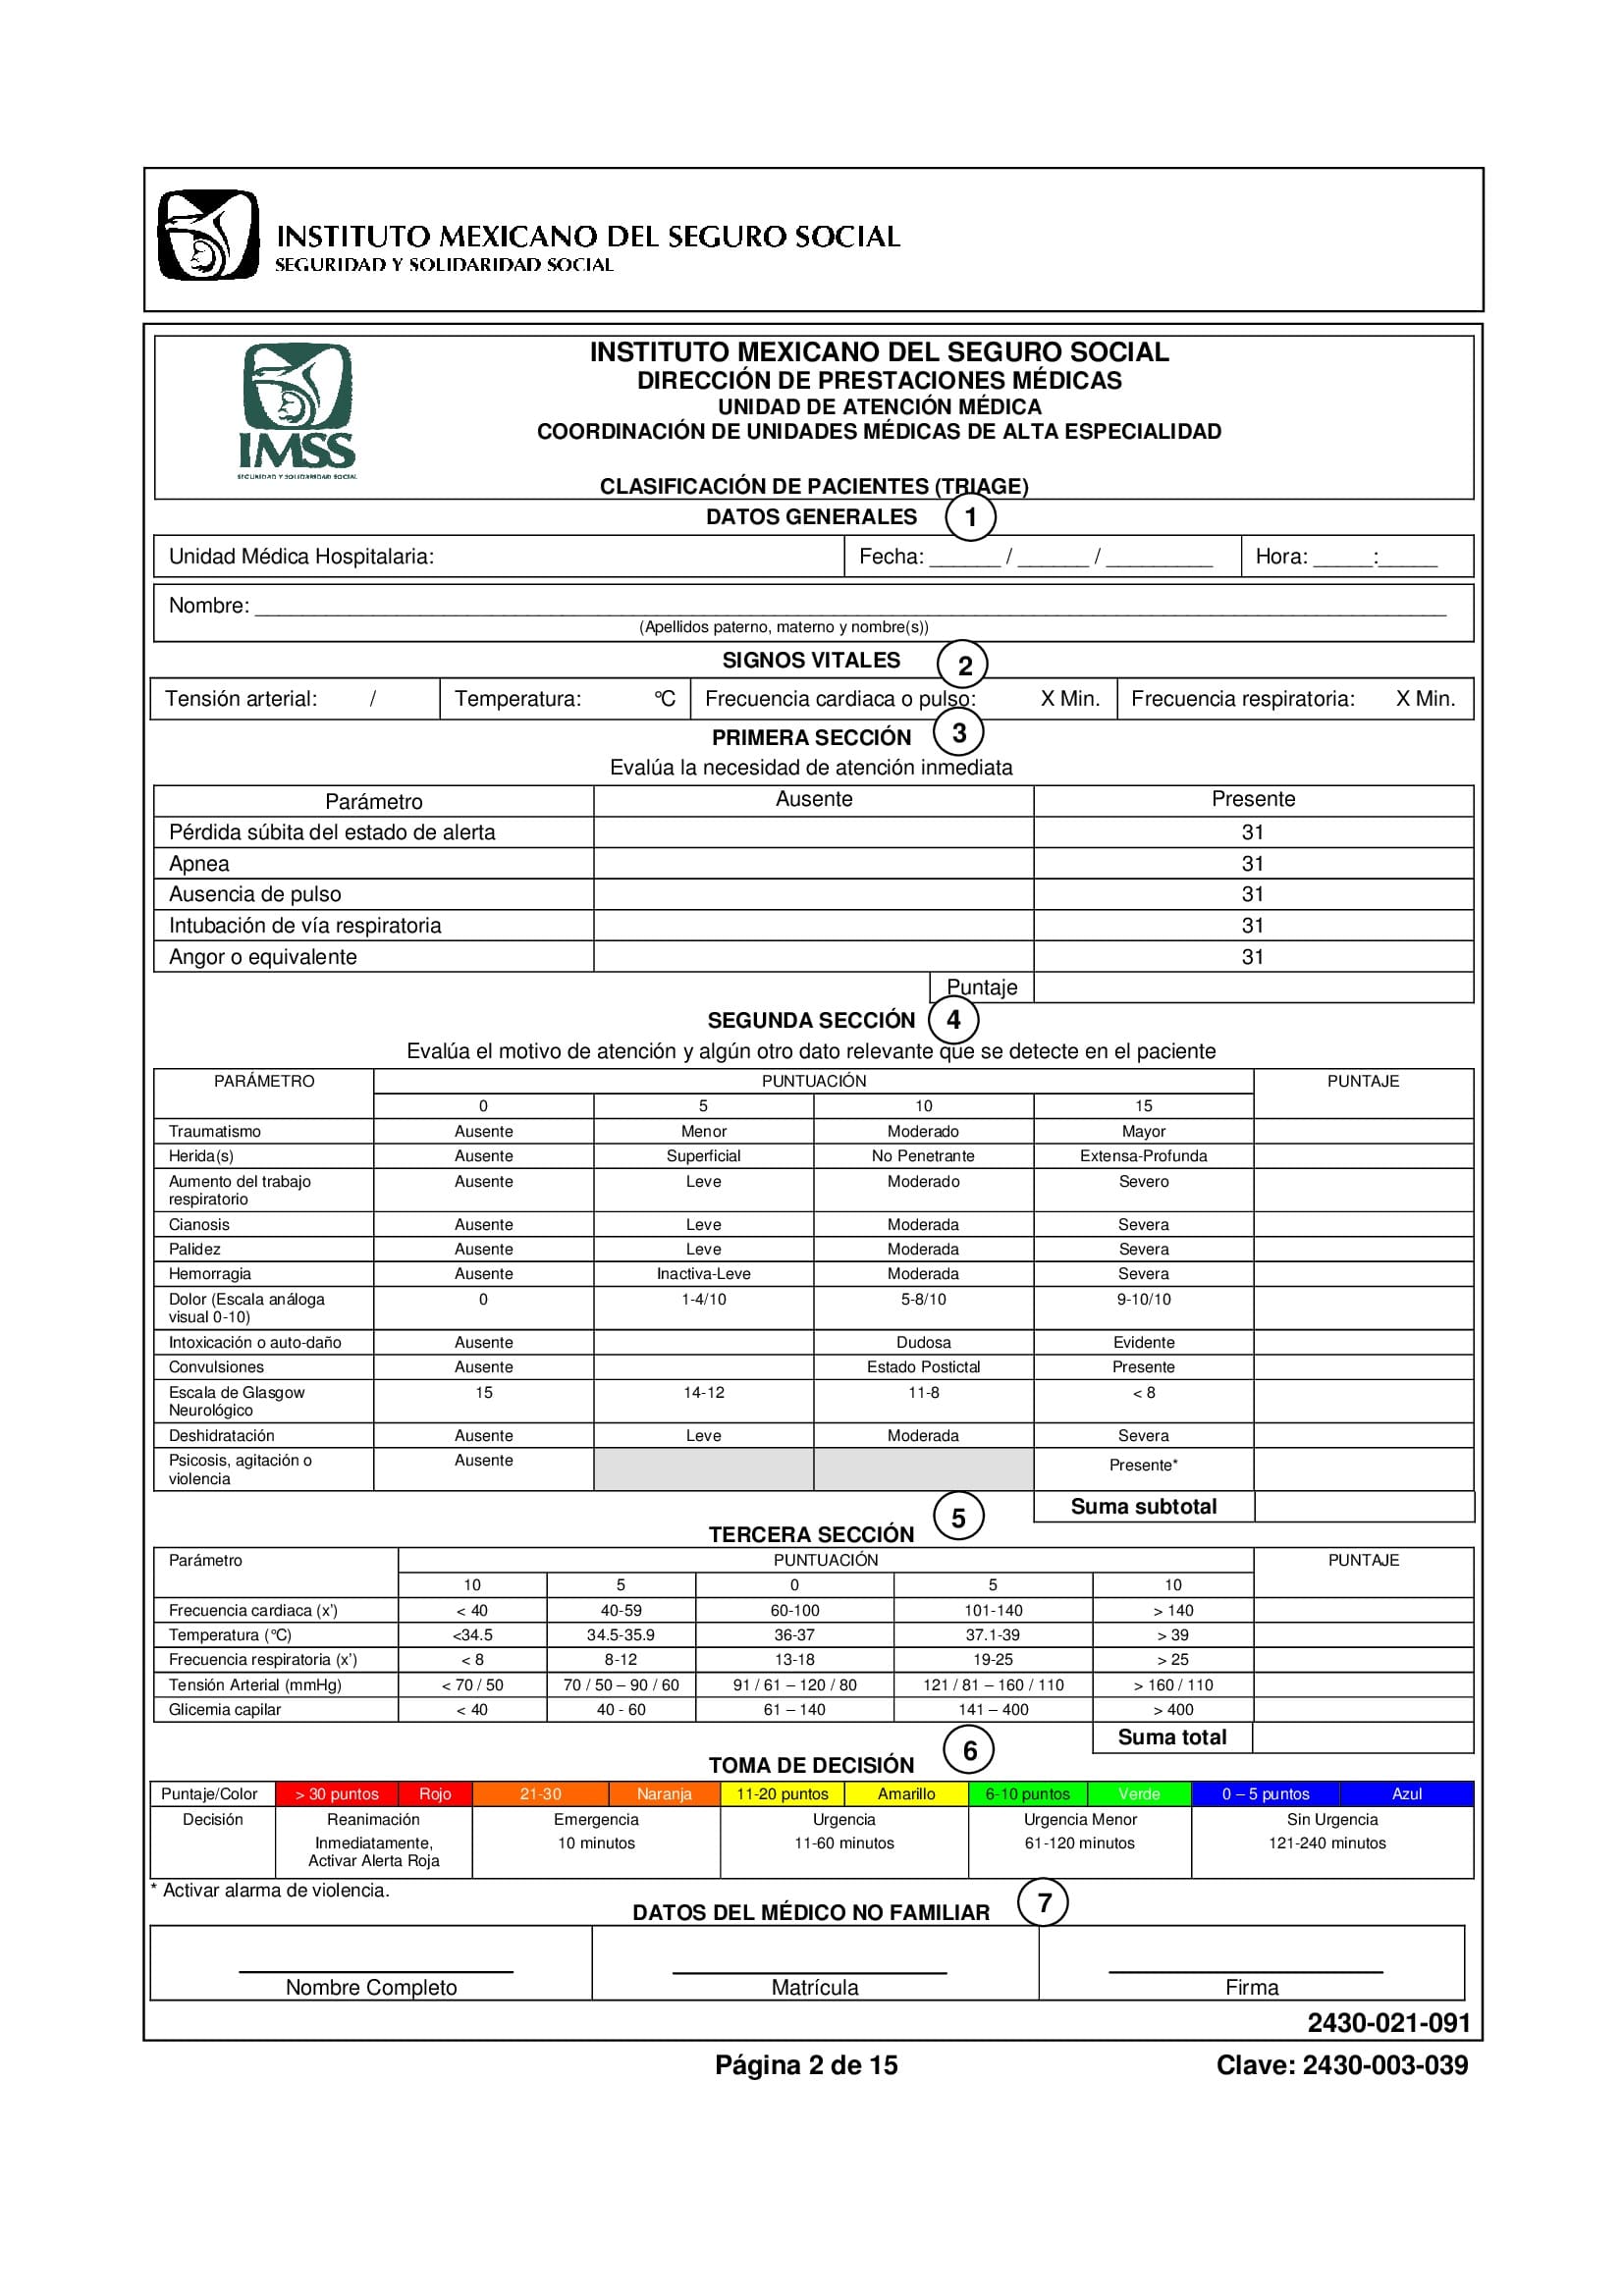 INSTITUTO MEXICANO DEL SEGURO SOCIAL
SEGURIDAD Y SOLIDARIDAD SOCIAL
IMSS
SEGURIDAD Y SOLIDARIDAD SOCIAL
INSTITUTO MEXICANO DEL SEGURO SOCIAL
DIRECCIÓN DE PRESTACIONES MÉDICAS
UNIDAD DE ATENCIÓN MÉDICA
COORDINACIÓN DE UNIDADES MÉDICAS DE ALTA ESPECIALIDAD
CLASIFICACIÓN DE PACIENTES (TRIAGE)
DATOS GENERALES 1
Unidad Médica Hospitalaria: Fecha: ______ / ______ / _________ Hora: _____:_____
Nombre: ____________________
(Apellidos paterno, materno y nombre(s))
SIGNOS VITALES 2
Tensión arterial: / Temperatura: °C Frecuencia cardiaca o pulso: X Min. Frecuencia respiratoria: X Min.
PRIMERA SECCIÓN 3
Evalúa la necesidad de atención inmediata
Parámetro Ausente Presente
Pérdida súbita del estado de alerta 31
Apnea 31
Ausencia de pulso 31
Intubación de vía respiratoria 31
Angor o equivalente 31
Puntaje
SEGUNDA SECCIÓN 4
Evalúa el motivo de atención y algún otro dato relevante que se detecte en el paciente
PARÁMETRO PUNTUACIÓN PUNTAJE
0 5 10 15
Traumatismo Ausente Menor Moderado Mayor
Herida(s) Ausente Superficial No Penetrante Extensa-Profunda
Aumento del trabajo Ausente Leve Moderado Severo
respiratorio
Cianosis Ausente Leve Moderada Severa
Palidez Ausente Leve Moderada Severa
Hemorragia Ausente Inactiva-Leve Moderada Severa
Dolor (Escala análoga 0 1-4/10 5-8/10 9-10/10
visual 0-10)
Intoxicación o auto-daño Ausente Dudosa Evidente
Convulsiones Ausente Estado Postictal Presente
Escala de Glasgow 15 14-12 11-8 < 8
Neurológico
Deshidratación Ausente Leve Moderada Severa
Psicosis, agitación o Ausente Presente*
violencia
Suma subtotal
TERCERA SECCIÓN 5
Parámetro PUNTUACIÓN PUNTAJE
10 5 0 5 10
Frecuencia cardiaca (x’) < 40 40-59 60-100 101-140 > 140
Temperatura (°C) <34.5 34.5-35.9 36-37 37.1-39 > 39
Frecuencia respiratoria (x’) < 8 8-12 13-18 19-25 > 25
Tensión Arterial (mmHg) < 70 / 50 70 / 50 – 90 / 60 91 / 61 – 120 / 80 121 / 81 – 160 / 110 > 160 / 110
Glicemia capilar < 40 40 - 60 61 – 140 141 – 400 > 400
Suma total
TOMA DE DECISIÓN 6
Puntaje/Color > 30 puntos Rojo 21-30 Naranja 11-20 puntos Amarillo 6-10 puntos Verde 0 – 5 puntos Azul
Decisión Reanimación Emergencia Urgencia Urgencia Menor Sin Urgencia
Inmediatamente, 10 minutos 11-60 minutos 61-120 minutos 121-240 minutos
Activar Alerta Roja
* Activar alarma de violencia.
DATOS DEL MÉDICO NO FAMILIAR 7
Nombre Completo Matrícula Firma
2430-021-091
Página 2 de 15 Clave: 2430-003-039